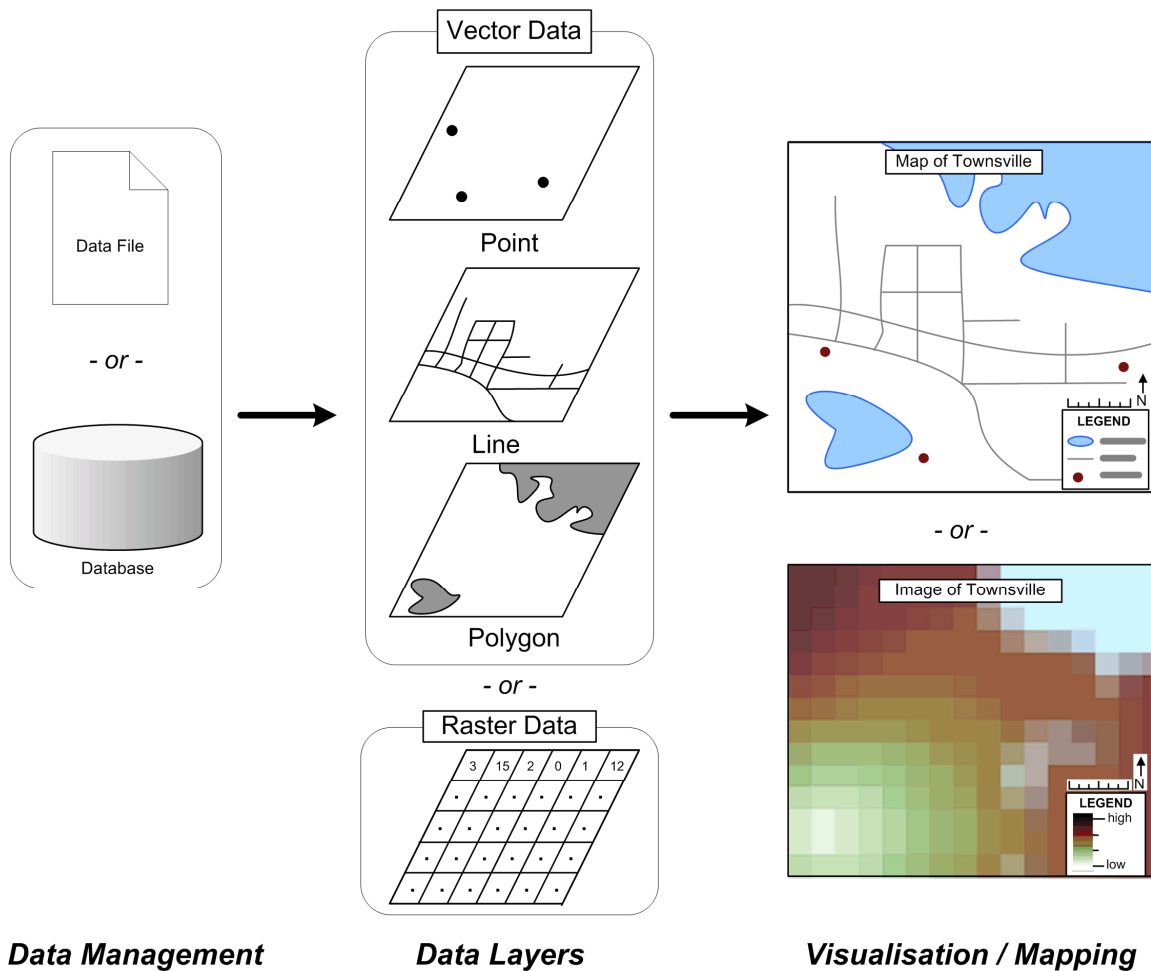 Data File
- or -
Database
Data Management
Vector Data
Point
Line
Polygon
- or -
Raster Data
3 15 2 0 1 12
Data Layers
Map of Townsville
N
LEGEND
- or -
Image of Townsville
N
LEGEND
high
low
Visualisation / Mapping